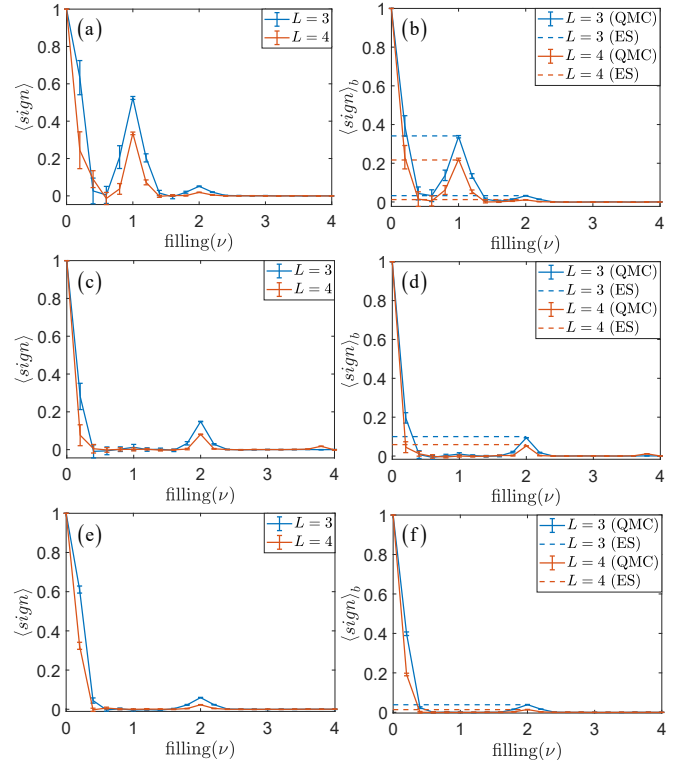 (a)
L = 3
L = 4
⟨sign⟩
1
0.8
0.6
0.4
0.2
0
0 1 2 3 4
filling(ν)
(b)
L = 3 (QMC)
L = 3 (ES)
L = 4 (QMC)
L = 4 (ES)
⟨sign⟩b
1
0.8
0.6
0.4
0.2
0
0 1 2 3 4
filling(ν)
(c)
L = 3
L = 4
⟨sign⟩
1
0.8
0.6
0.4
0.2
0
0 1 2 3 4
filling(ν)
(d)
L = 3 (QMC)
L = 3 (ES)
L = 4 (QMC)
L = 4 (ES)
⟨sign⟩b
1
0.8
0.6
0.4
0.2
0
0 1 2 3 4
filling(ν)
(e)
L = 3
L = 4
⟨sign⟩
1
0.8
0.6
0.4
0.2
0
0 1 2 3 4
filling(ν)
(f)
L = 3 (QMC)
L = 3 (ES)
L = 4 (QMC)
L = 4 (ES)
⟨sign⟩b
1
0.8
0.6
0.4
0.2
0
0 1 2 3 4
filling(ν)